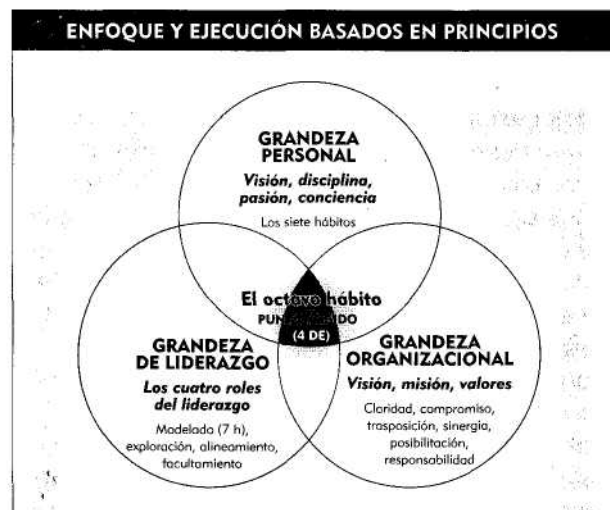 ENFOQUE Y EJECUCIÓN BASADOS EN PRINCIPIOS
GRANDEZA
PERSONAL
Visión, disciplina,
pasión, conciencia
Los siete hábitos
El octavo hábito
(4 DE)
GRANDEZA
DE LIDERAZGO
Los cuatro roles
del liderazgo
Modelado (7 h),
exploración, alineamiento,
facultamiento
GRANDEZA
ORGANIZACIONAL
Visión, misión, valores
Claridad, compromiso,
trasposición, sinergia,
posibilitación,
responsabilidad